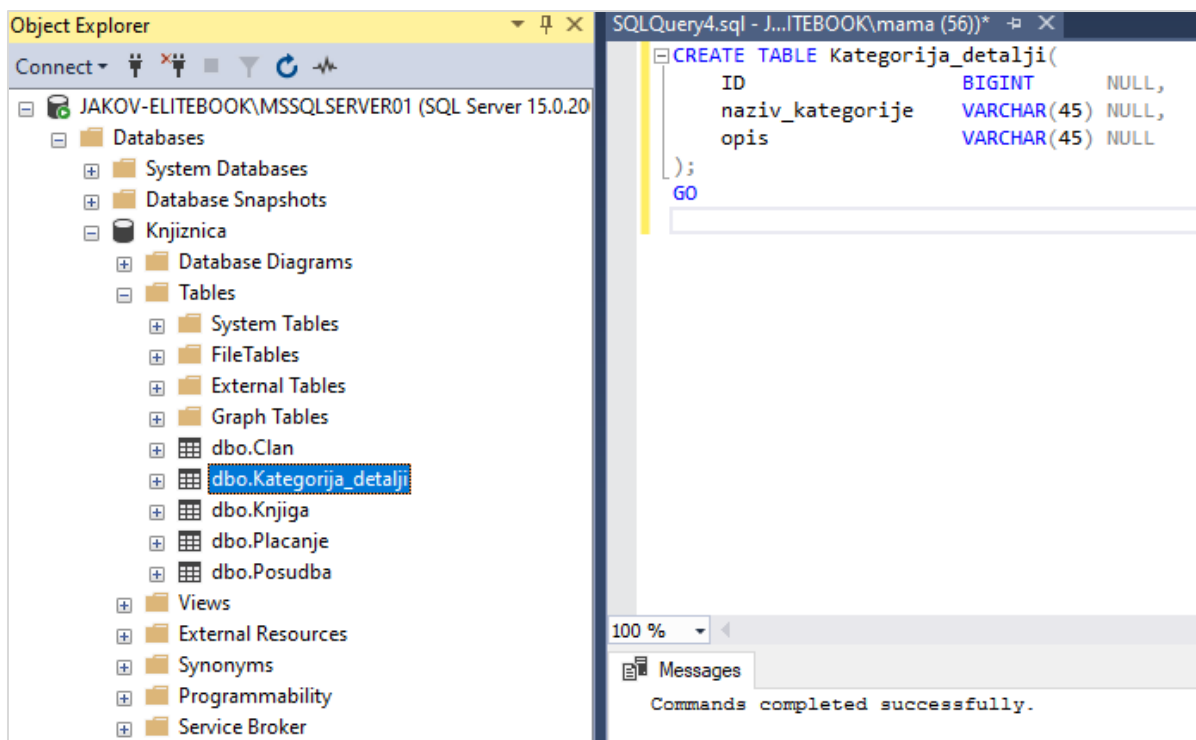 Object Explorer
Connect
JAKOV-ELITEBOOK\MSSQLSERVER01 (SQL Server 15.0.20
Databases
System Databases
Database Snapshots
Knjiznica
Database Diagrams
Tables
System Tables
FileTables
External Tables
Graph Tables
dbo.Clan
dbo.Kategorija_detalji
dbo.Knjiga
dbo.Placanje
dbo.Posudba
Views
External Resources
Synonyms
Programmability
Service Broker
SQLQuery4.sql - J...ITEBOOK\mama (56))*
CREATE TABLE Kategorija_detalji(
ID BIGINT NULL,
naziv_kategorije VARCHAR(45) NULL,
opis VARCHAR(45) NULL
);
GO
100 %
Messages
Commands completed successfully.